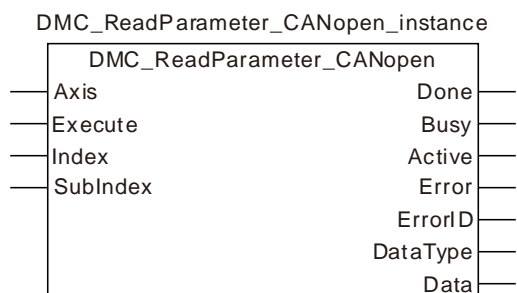 DMC_ReadParameter_CANopen_instance
DMC_ReadParameter_CANopen
Axis Done
Execute Busy
Index Active
SubIndex Error
ErrorID
DataType
Data